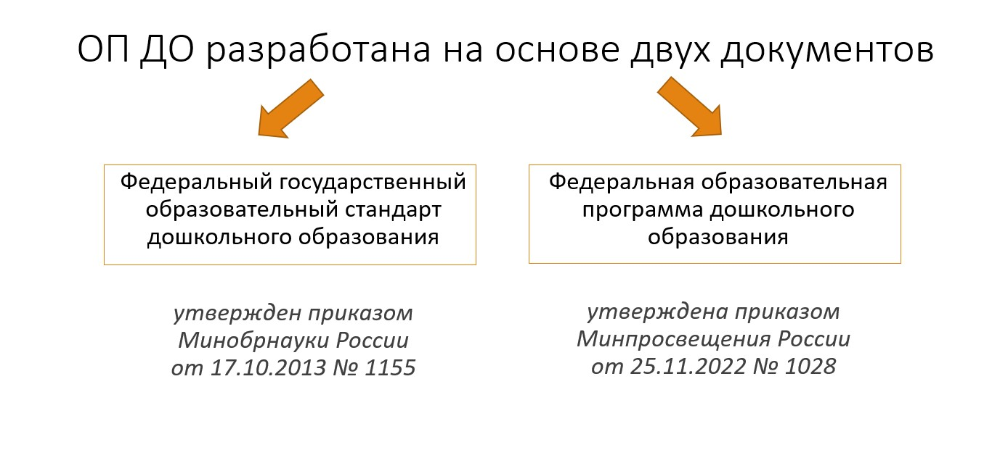 ОП ДО разработана на основе двух документов
Федеральный государственный
образовательный стандарт
дошкольного образования
утвержден приказом
Минобрнауки России
от 17.10.2013 № 1155
Федеральная образовательная
программа дошкольного
образования
утверждена приказом
Минпросвещения России
от 25.11.2022 № 1028